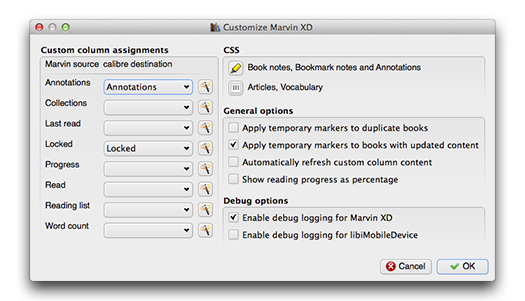 Customize Marvin XD
Custom column assignments
Marvin source calibre destination
Annotations Annotations
Collections
Last read
Locked Locked
Progress
Read
Reading list
Word count
CSS
Book notes, Bookmark notes and Annotations
Articles, Vocabulary
General options
Apply temporary markers to duplicate books
Apply temporary markers to books with updated content
Automatically refresh custom column content
Show reading progress as percentage
Debug options
Enable debug logging for Marvin XD
Enable debug logging for libiMobileDevice
Cancel OK